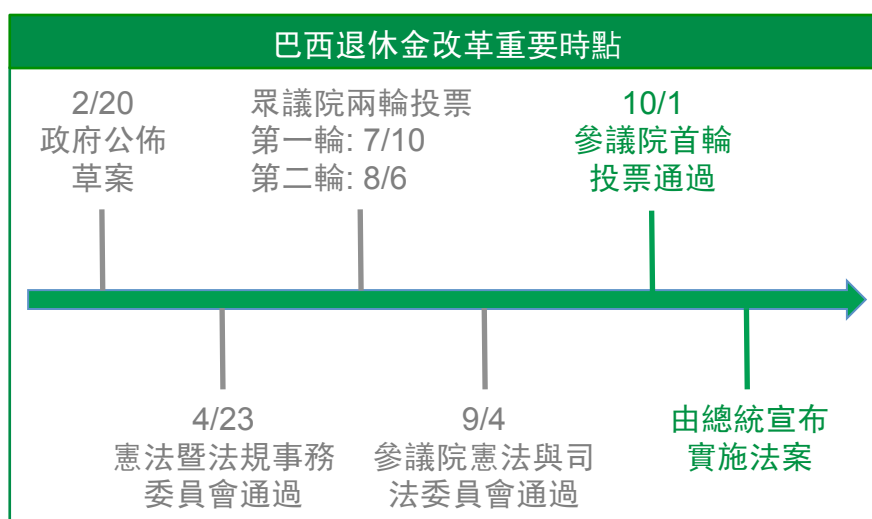 巴西退休金改革重要時點
2/20
政府公佈
草案
眾議院兩輪投票
第一輪: 7/10
第二輪: 8/6
10/1
參議院首輪
投票通過
4/23
憲法暨法規事務
委員會通過
9/4
參議院憲法與司
法委員會通過
由總統宣布
實施法案